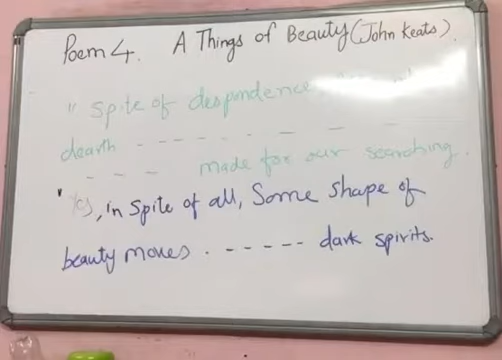 Poem 4. A Things of Beauty (John Keats).
" Spite of despondence,
dearth - - - - - - - - -
- - - - made for our searching.
" Yes, in spite of all, Some shape of
beauty moves . - - - - - dark spirits.